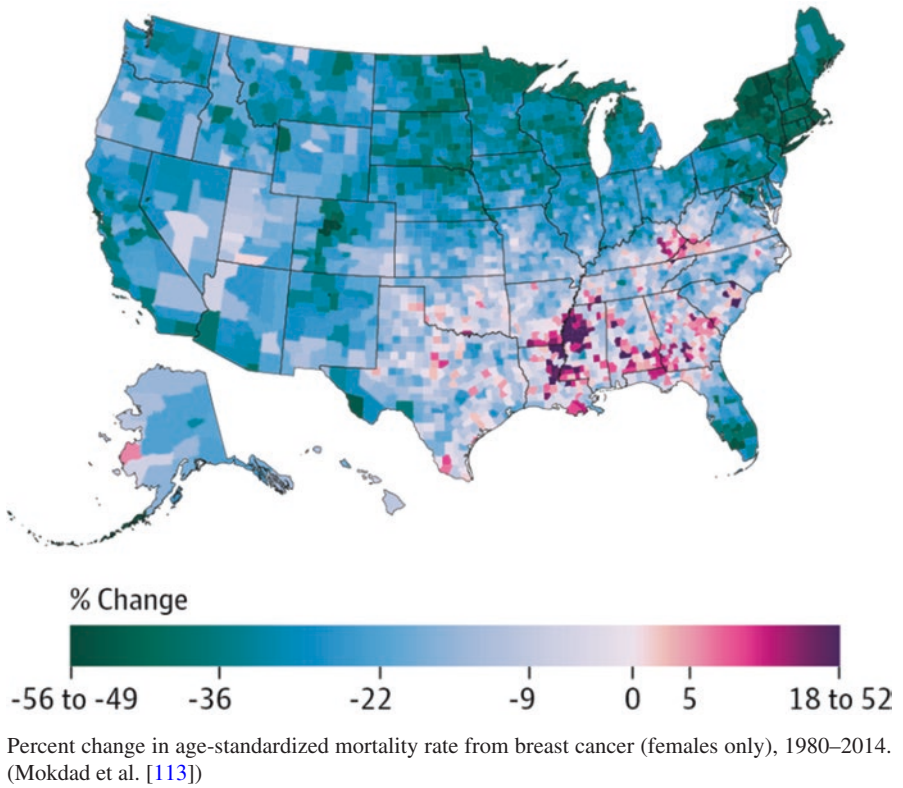 % Change
-56 to -49 -36 -22 -9 0 5 18 to 52
Percent change in age-standardized mortality rate from breast cancer (females only), 1980–2014.
(Mokdad et al. [113])